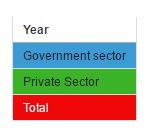 Year
Government sector
Private Sector
Total